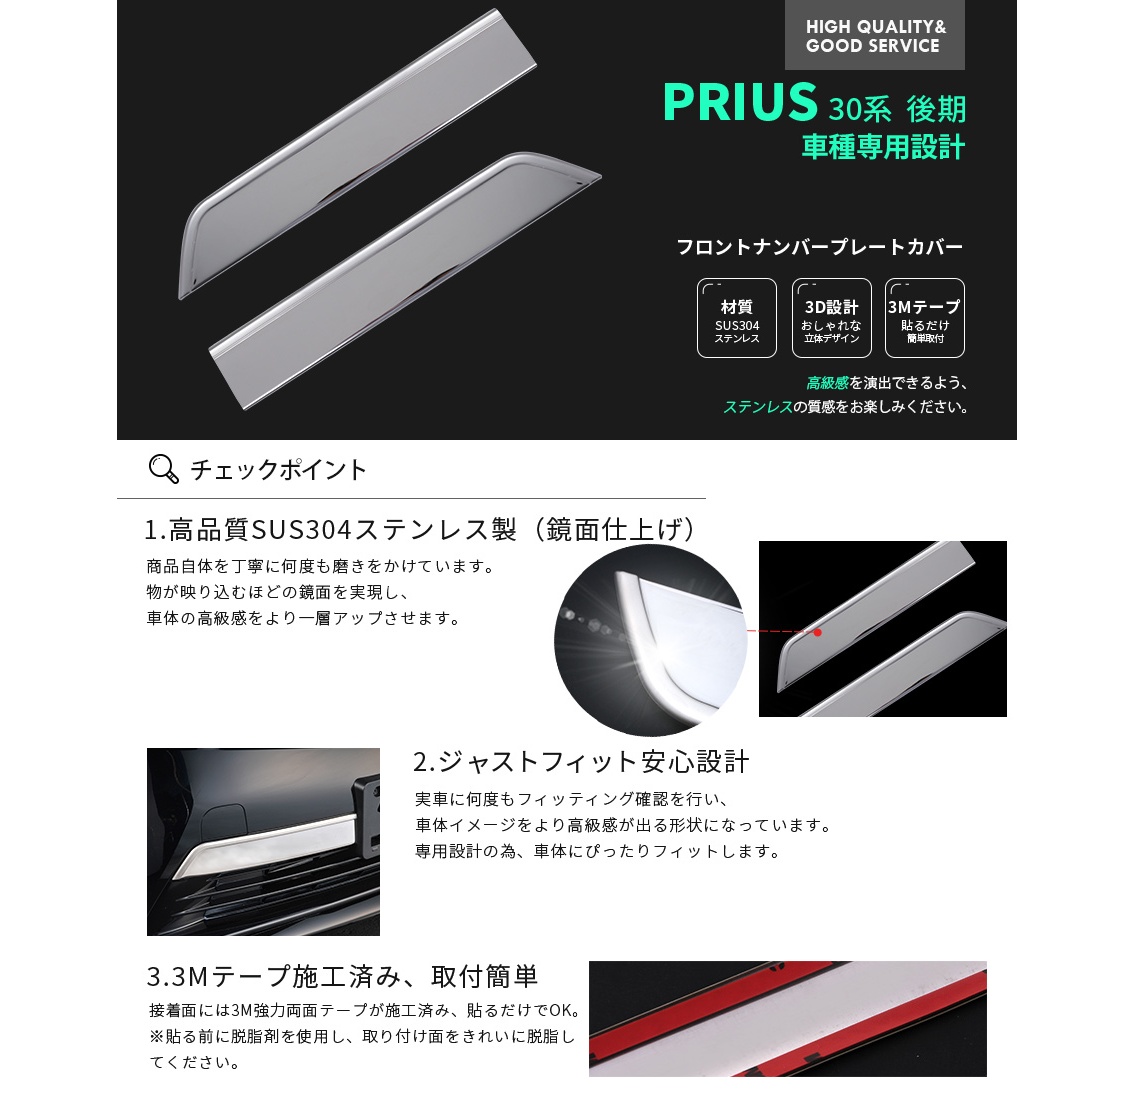 HIGH QUALITY&
GOOD SERVICE
PRIUS 30系 後期
車種専用設計
フロントナンバープレートカバー
材質
SUS304
ステンレス
3D設計
おしゃれな
立体デザイン
3Mテープ
貼るだけ
簡単取付
高級感を演出できるよう、
ステンレスの質感をお楽しみください。
チェックポイント
1.高品質SUS304ステンレス製（鏡面仕上げ）
商品自体を丁寧に何度も磨きをかけています。
物が映り込むほどの鏡面を実現し、
車体の高級感をより一層アップさせます。
2.ジャストフィット安心設計
実車に何度もフィッティング確認を行い、
車体イメージをより高級感が出る形状になっています。
専用設計の為、車体にぴったりフィットします。
3.3Mテープ施工済み、取付簡単
接着面には3M強力両面テープが施工済み、貼るだけでOK。
※貼る前に脱脂剤を使用し、取り付け面をきれいに脱脂し
てください。